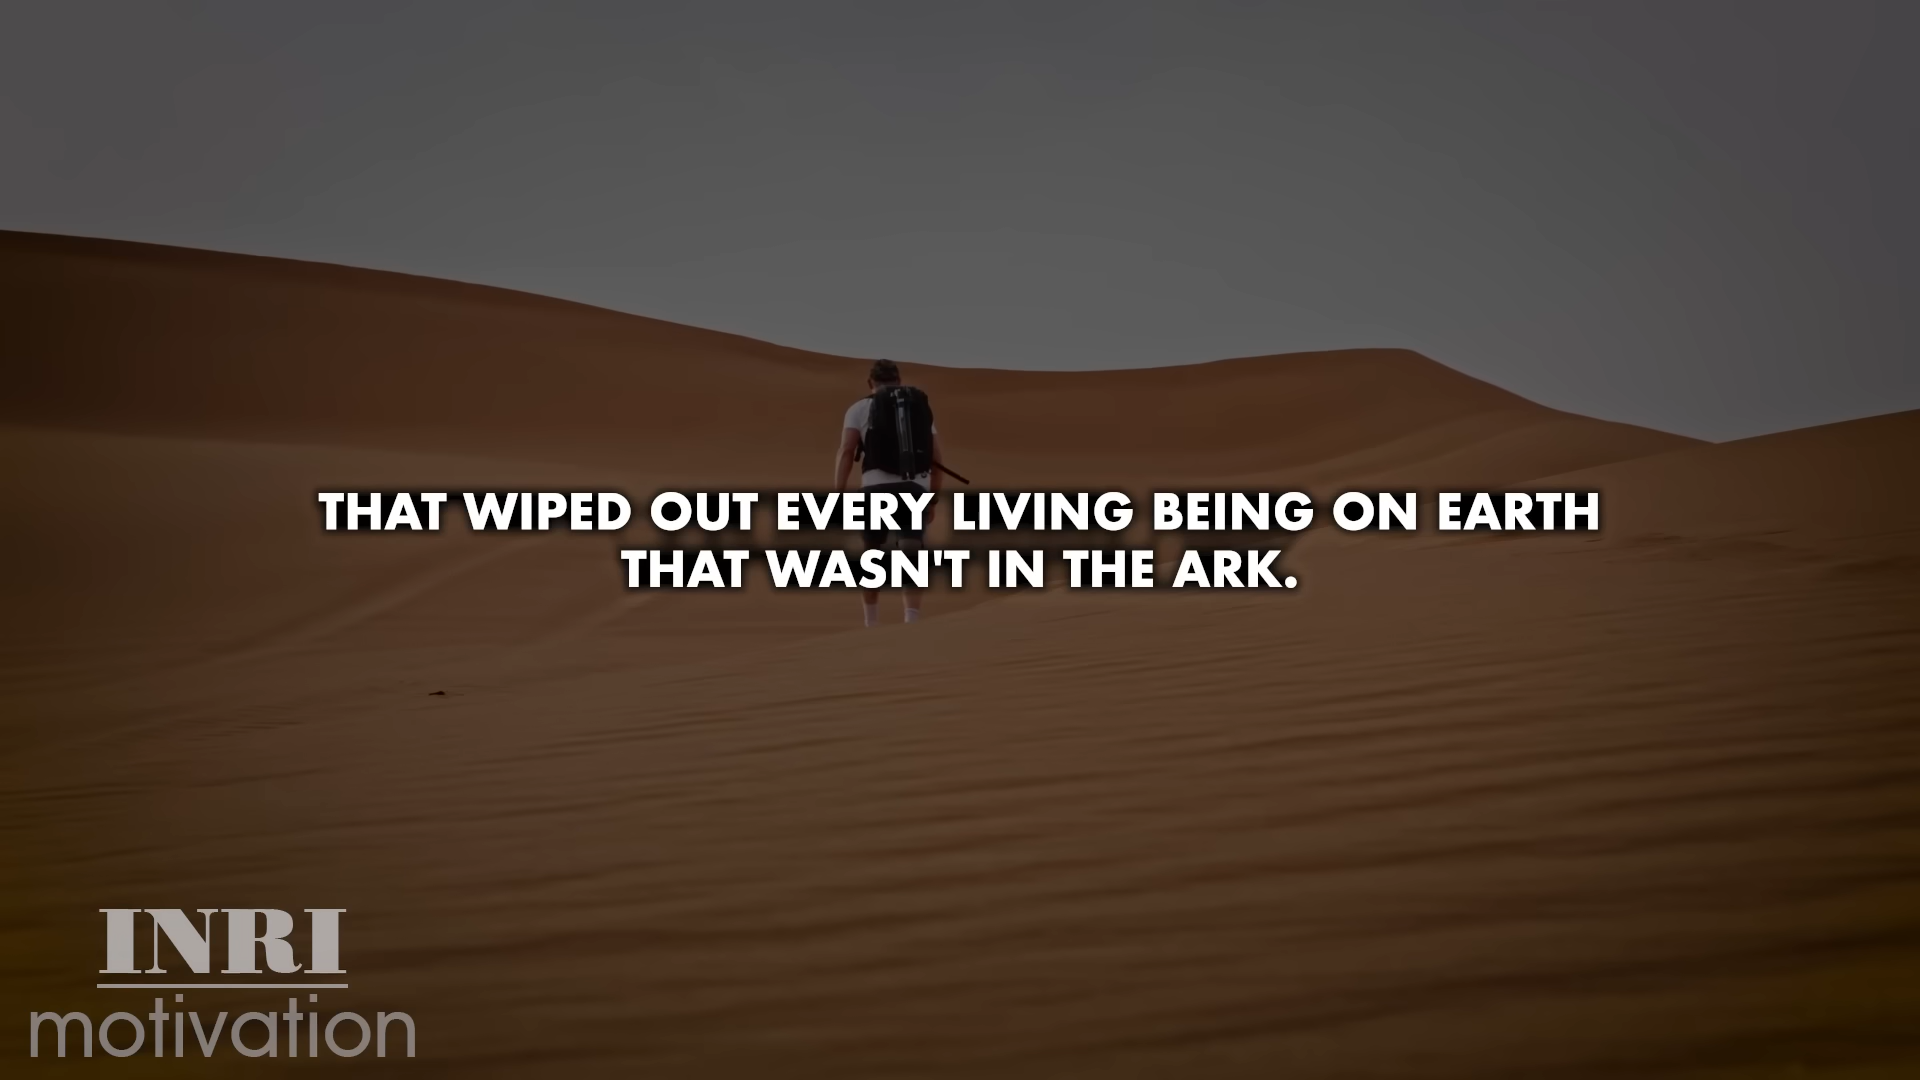 THAT WIPED OUT EVERY LIVING BEING ON EARTH
THAT WASN'T IN THE ARK.
INRI
motivation